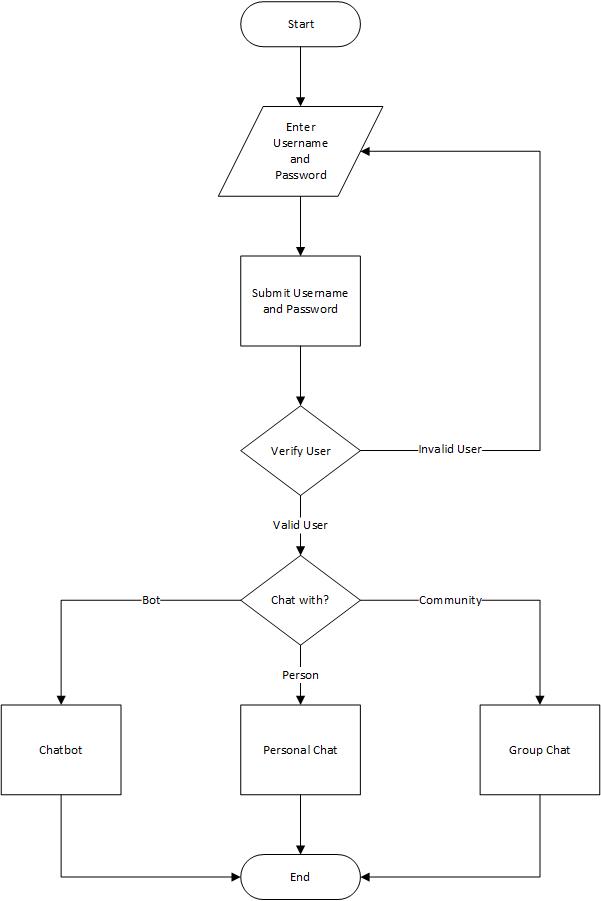 Start
Enter
Username
and
Password
Submit Username
and Password
Verify User
Invalid User
Valid User
Chat with?
Bot
Community
Person
Chatbot
Personal Chat
Group Chat
End